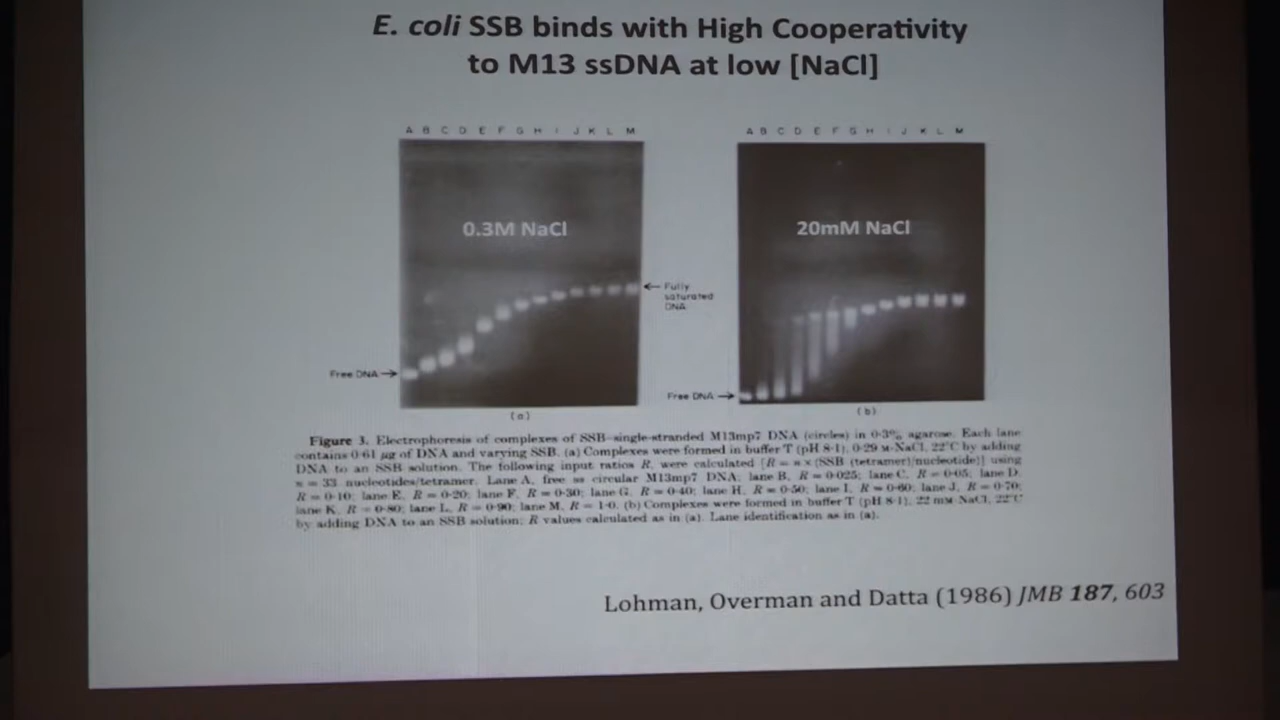 E. coli SSB binds with High Cooperativity
to M13 ssDNA at low [NaCl]
A B C D E F G H I J K L M
A B C D E F G H I J K L M
0.3M NaCl
20mM NaCl
← Fully
saturated
DNA
Free DNA →
Free DNA →
(a)
(b)
Figure 3. Electrophoresis of complexes of SSB-single-stranded M13mp7 DNA (circles) in 0·3% agarose. Each lane
contains 0·61 μg of DNA and varying SSB. (a) Complexes were formed in buffer T (pH 8·1), 0·29 M-NaCl, 22°C by adding
DNA to an SSB solution. The following input ratios R, were calculated [R = n × (SSB (tetramer)/nucleotide)] using
n = 33 nucleotides/tetramer. Lane A, free ss circular M13mp7 DNA; lane B, R = 0·025; lane C, R = 0·05; lane D,
R = 0·10; lane E, R = 0·20; lane F, R = 0·30; lane G, R = 0·40; lane H, R = 0·50; lane I, R = 0·60; lane J, R = 0·70;
lane K, R = 0·80; lane L, R = 0·90; lane M, R = 1·0. (b) Complexes were formed in buffer T (pH 8·1), 22 mM NaCl, 22°C
by adding DNA to an SSB solution; R values calculated as in (a). Lane identification as in (a).
Lohman, Overman and Datta (1986) JMB 187, 603